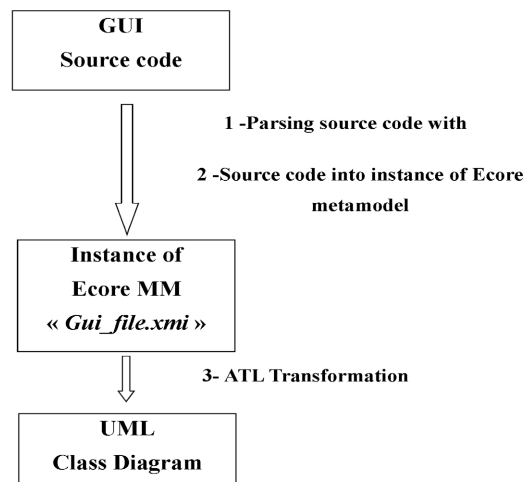 GUI
Source code
1 -Parsing source code with
2 -Source code into instance of Ecore
metamodel
Instance of
Ecore MM
« Gui_file.xmi »
3- ATL Transformation
UML
Class Diagram